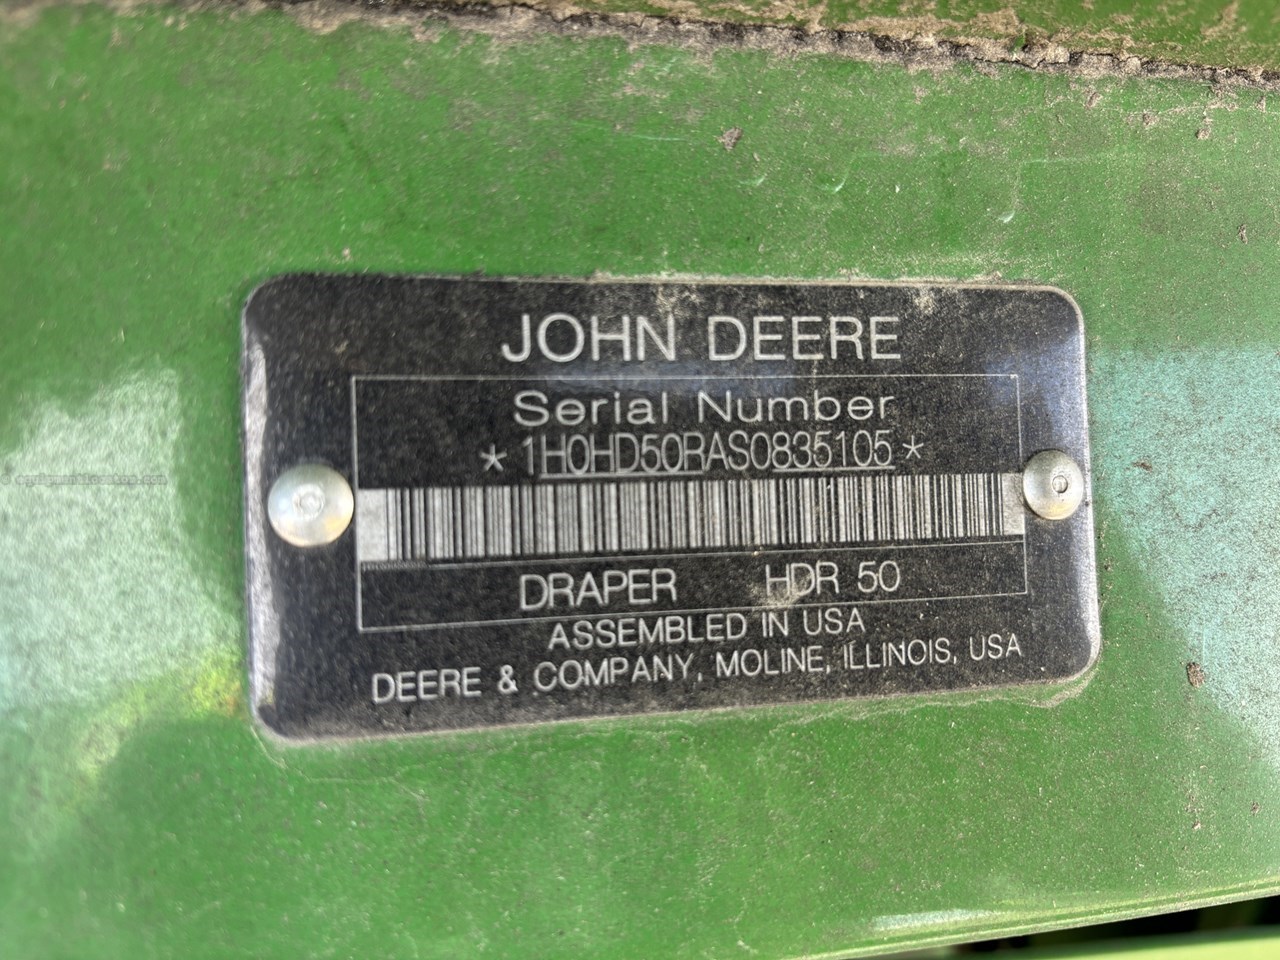 JOHN DEERE
Serial Number
*1H0HD50RAS0835105*
DRAPER HDR 50
ASSEMBLED IN USA
DEERE & COMPANY, MOLINE, ILLINOIS, USA